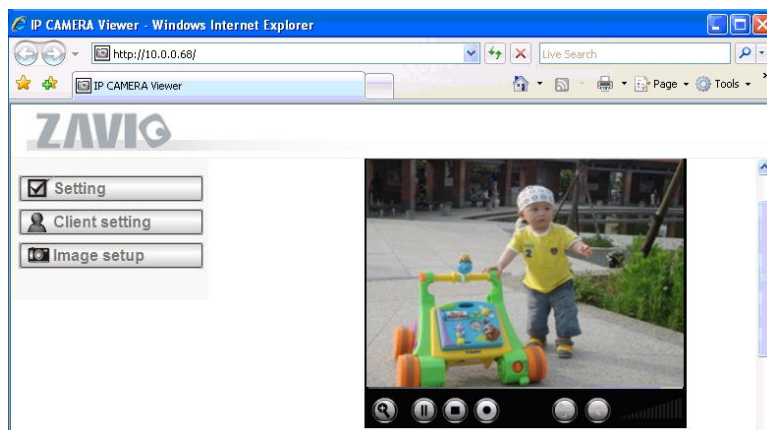 IP CAMERA Viewer - Windows Internet Explorer
http://10.0.0.68/
Live Search
IP CAMERA Viewer
Page
Tools
ZAVIO
Setting
Client setting
Image setup
2